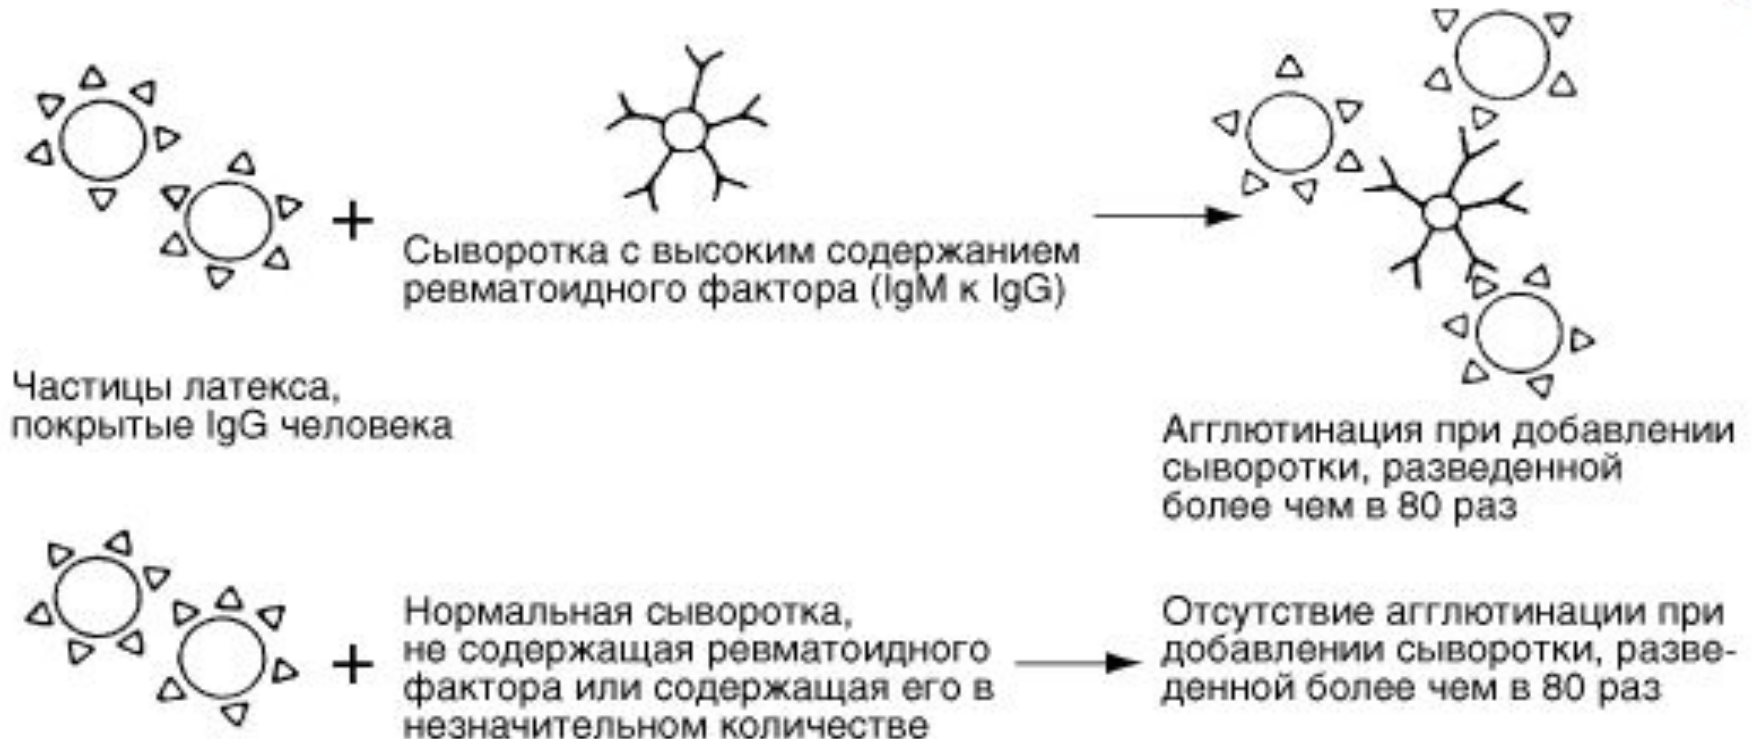 +
Сыворотка с высоким содержанием
ревматоидного фактора (IgM к IgG)
Частицы латекса,
покрытые IgG человека
Агглютинация при добавлении
сыворотки, разведенной
более чем в 80 раз
+
Нормальная сыворотка,
не содержащая ревматоидного
фактора или содержащая его в
незначительном количестве
Отсутствие агглютинации при
добавлении сыворотки, разве-
денной более чем в 80 раз